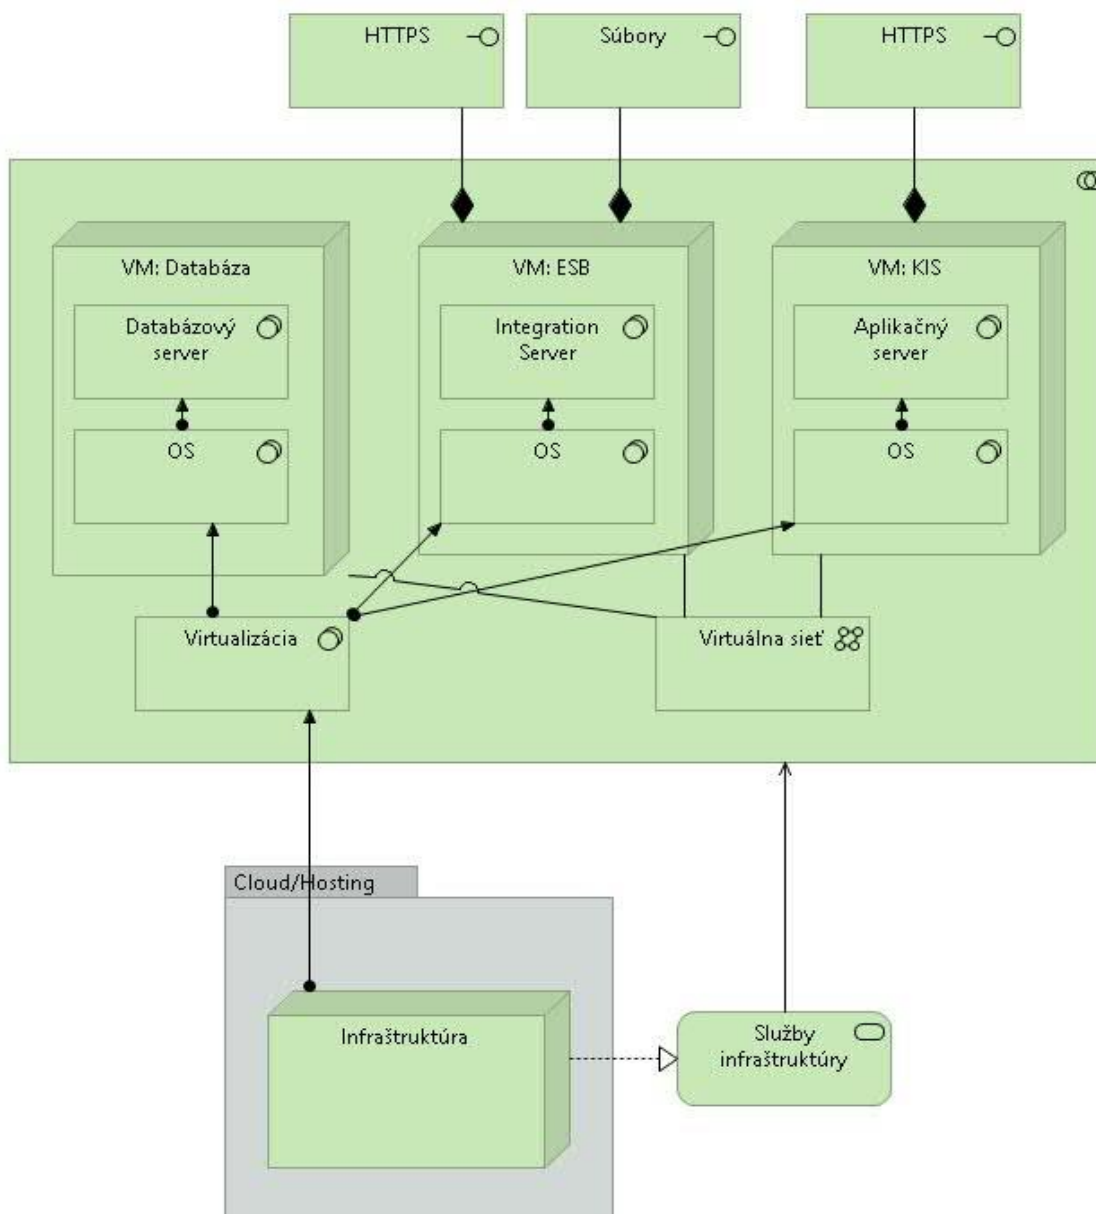 HTTPS
Súbory
HTTPS
VM: Databáza
VM: ESB
VM: KIS
Databázový
server
Integration
Server
Aplikačný
server
OS
OS
OS
Virtualizácia
Virtuálna sieť
Cloud/Hosting
Infraštruktúra
Služby
infraštruktúry